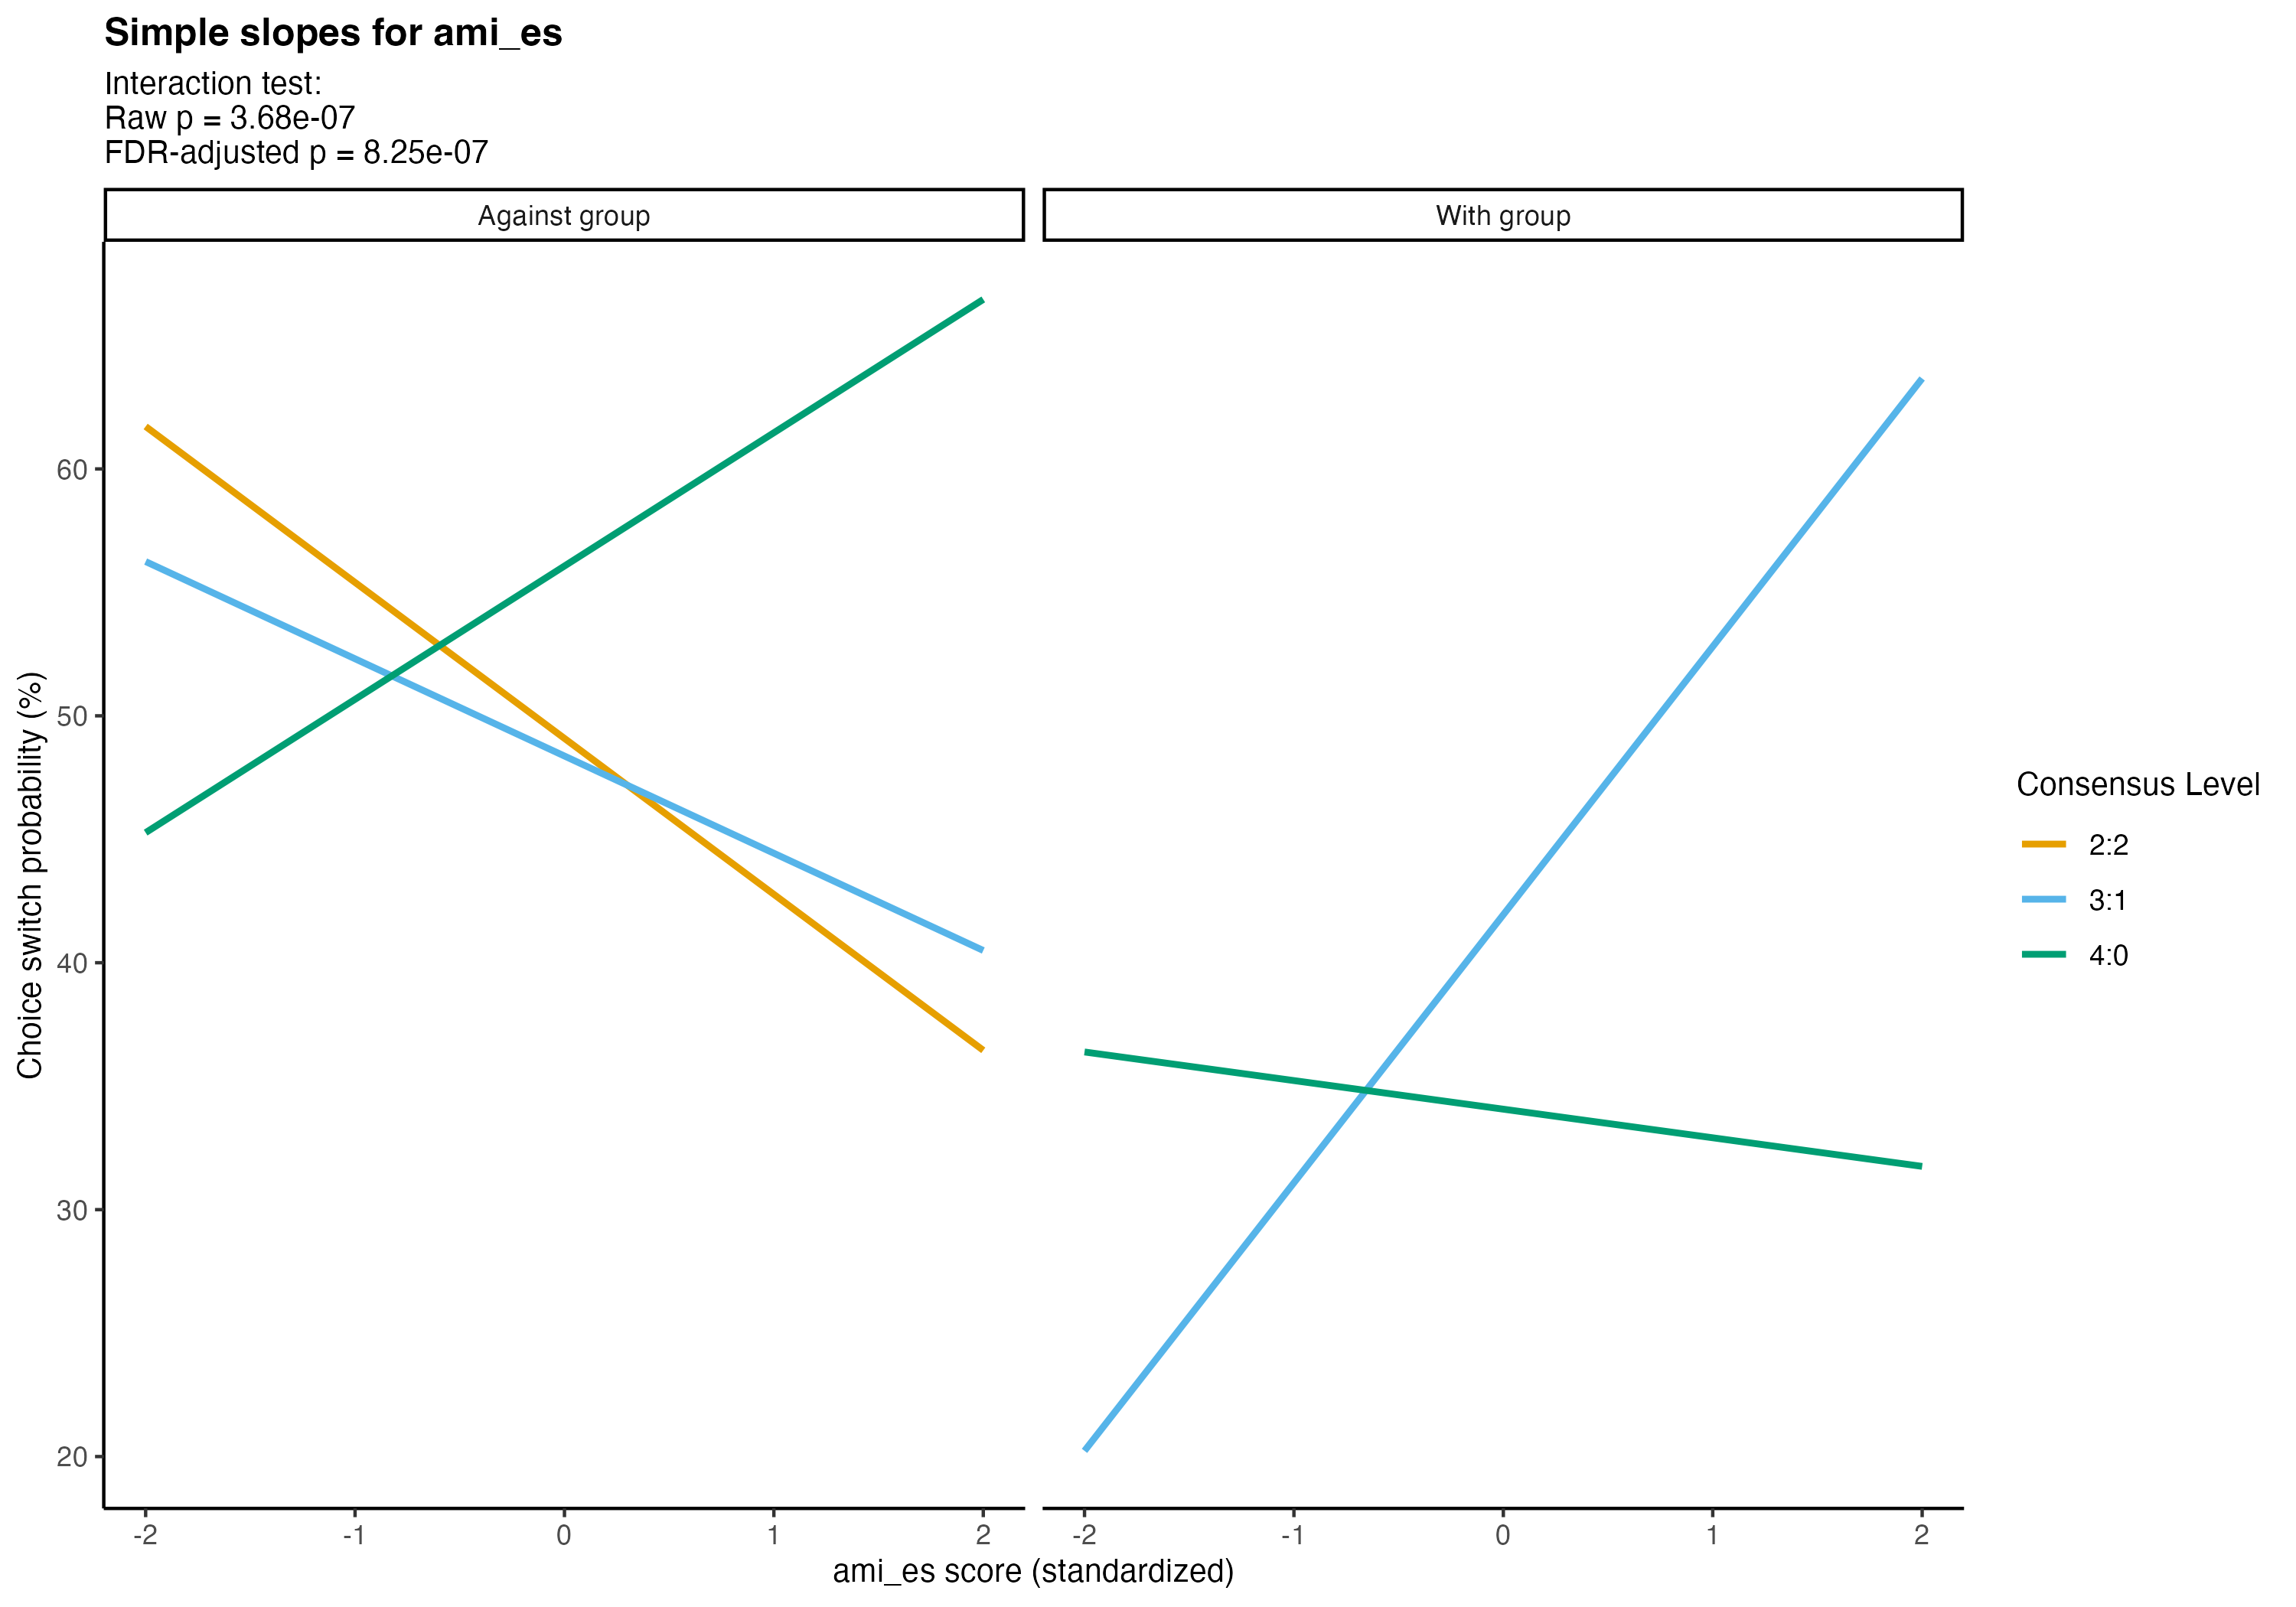 Simple slopes for ami_es
Interaction test:
Raw p = 3.68e-07
FDR-adjusted p = 8.25e-07
Against group
With group
Choice switch probability (%)
60
50
40
30
20
-2
-1
0
1
2
-2
-1
0
1
2
ami_es score (standardized)
Consensus Level
2:2
3:1
4:0